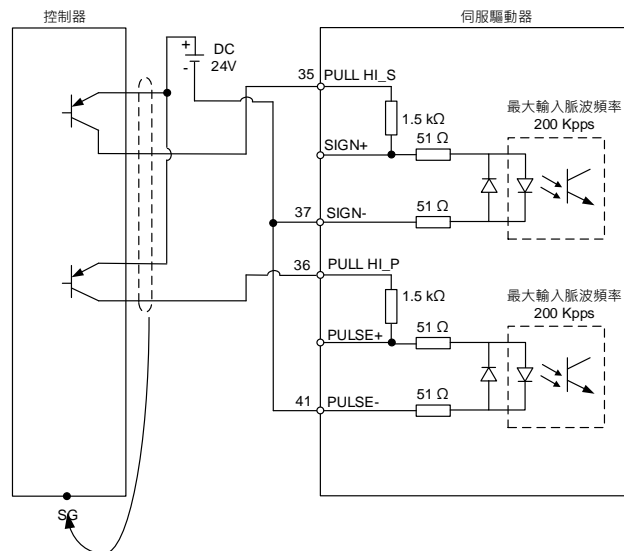 控制器
伺服驅動器
+
DC
24V
-
35
PULL HI_S
1.5 kΩ
最大輸入脈波頻率
200 Kpps
SIGN+
51 Ω
37
SIGN-
51 Ω
36
PULL HI_P
1.5 kΩ
最大輸入脈波頻率
200 Kpps
PULSE+
51 Ω
41
PULSE-
51 Ω
SG